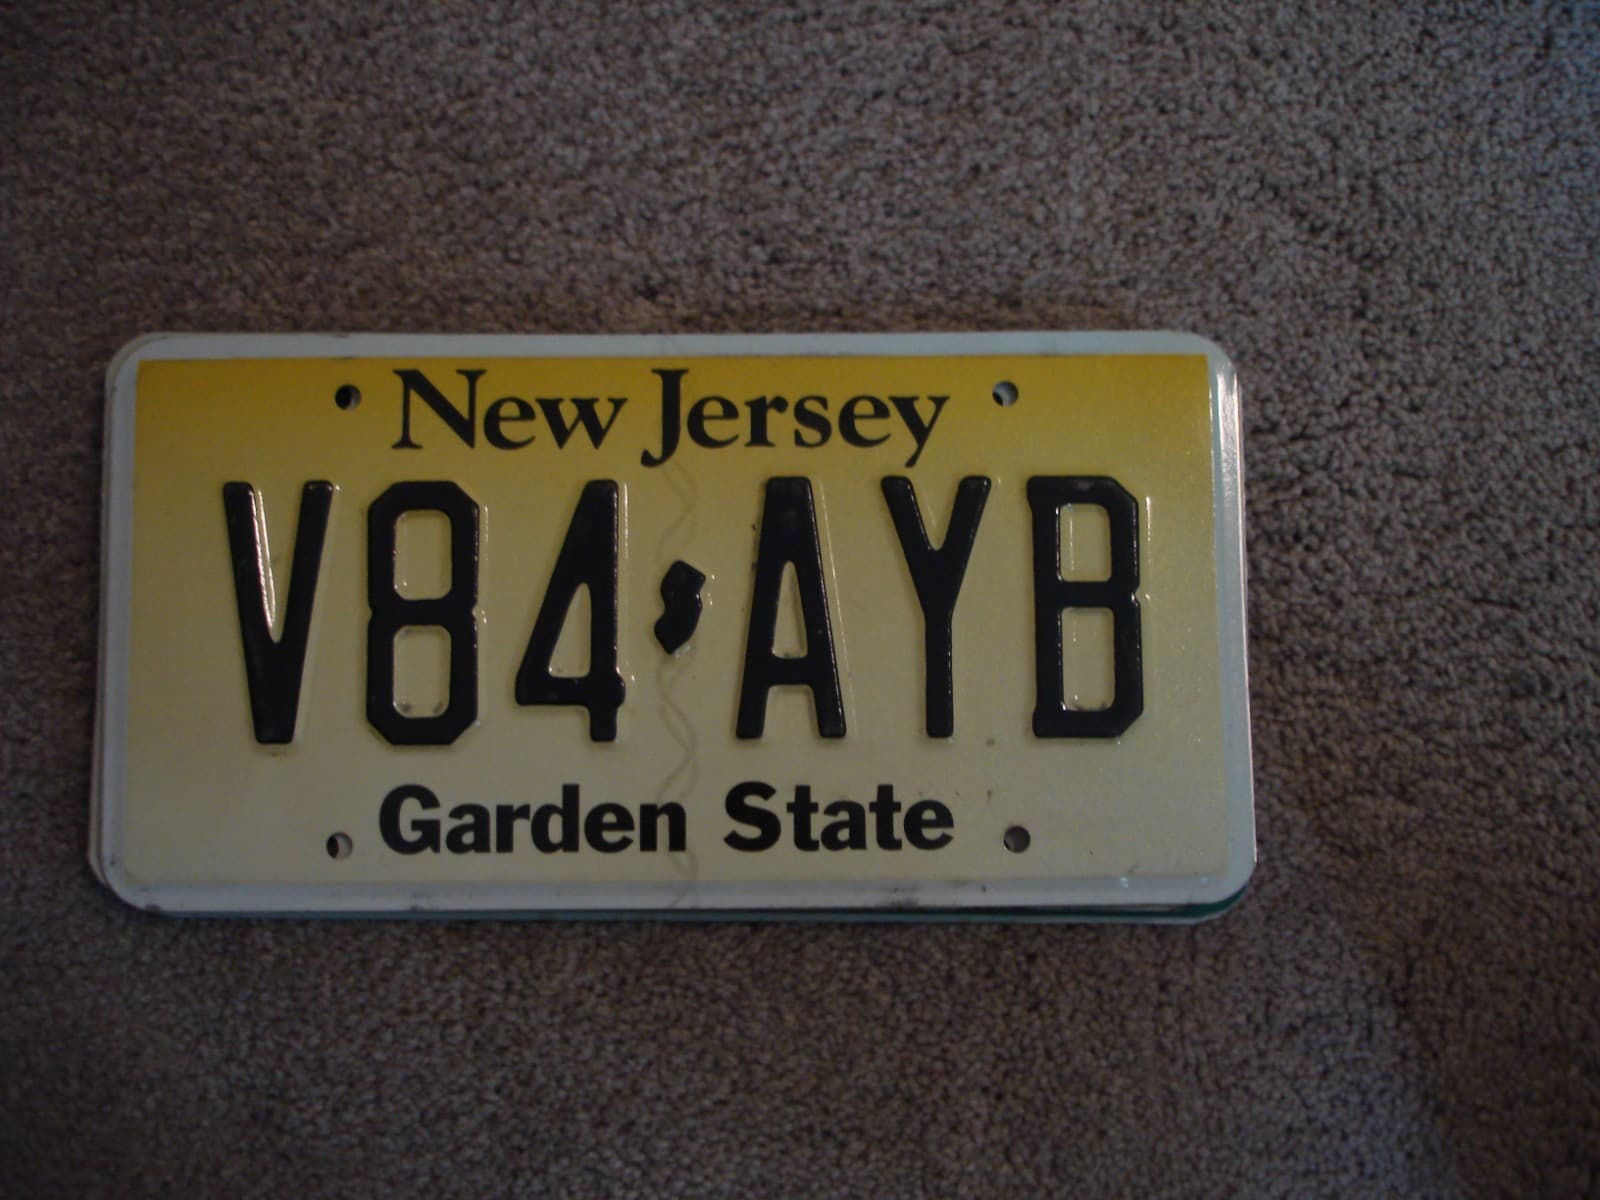 New Jersey
V84 AYB
Garden State